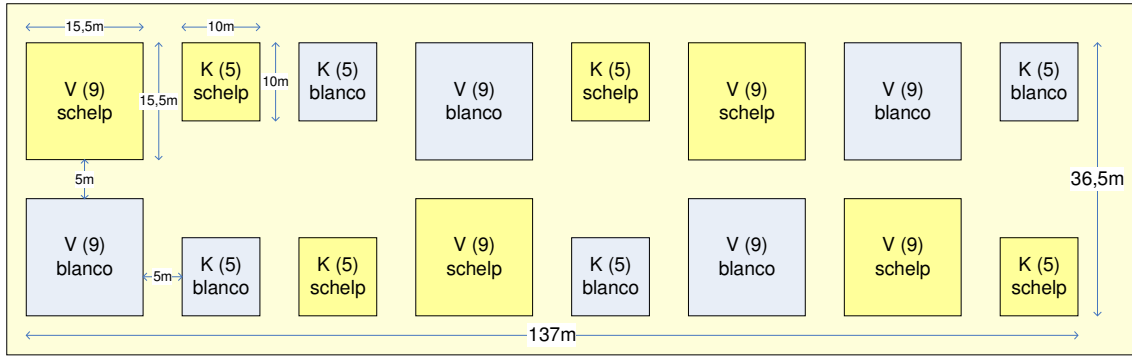 15,5m
10m
V (9)
schelp
15,5m
K (5)
schelp
10m
K (5)
blanco
V (9)
blanco
K (5)
schelp
V (9)
schelp
V (9)
blanco
K (5)
blanco
5m
36,5m
V (9)
blanco
5m
K (5)
blanco
K (5)
schelp
V (9)
schelp
K (5)
blanco
V (9)
blanco
V (9)
schelp
K (5)
schelp
137m